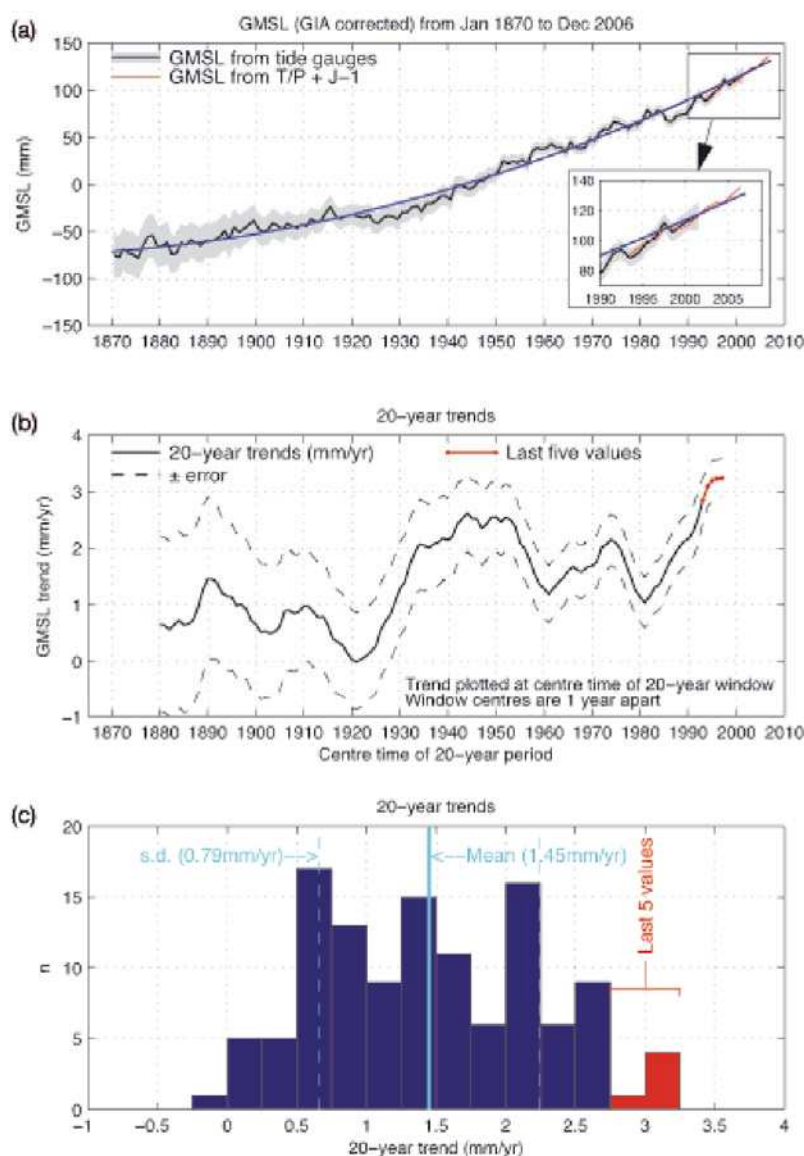 (a)
GMSL (GIA corrected) from Jan 1870 to Dec 2006
150
100
50
0
−50
−100
−150
GMSL (mm)
GMSL from tide gauges
GMSL from T/P + J−1
140
120
100
80
1990 1995 2000 2005
1870 1880 1890 1900 1910 1920 1930 1940 1950 1960 1970 1980 1990 2000 2010
(b)
20−year trends
4
3
2
1
0
−1
GMSL trend (mm/yr)
20−year trends (mm/yr)
Last five values
± error
Trend plotted at centre time of 20−year window
Window centres are 1 year apart
1870 1880 1890 1900 1910 1920 1930 1940 1950 1960 1970 1980 1990 2000 2010
Centre time of 20−year period
(c)
20−year trends
20
15
10
5
0
n
s.d. (0.79mm/yr)−−>
<−−Mean (1.45mm/yr)
Last 5 values
−1 −0.5 0 0.5 1 1.5 2 2.5 3 3.5 4
20−year trend (mm/yr)